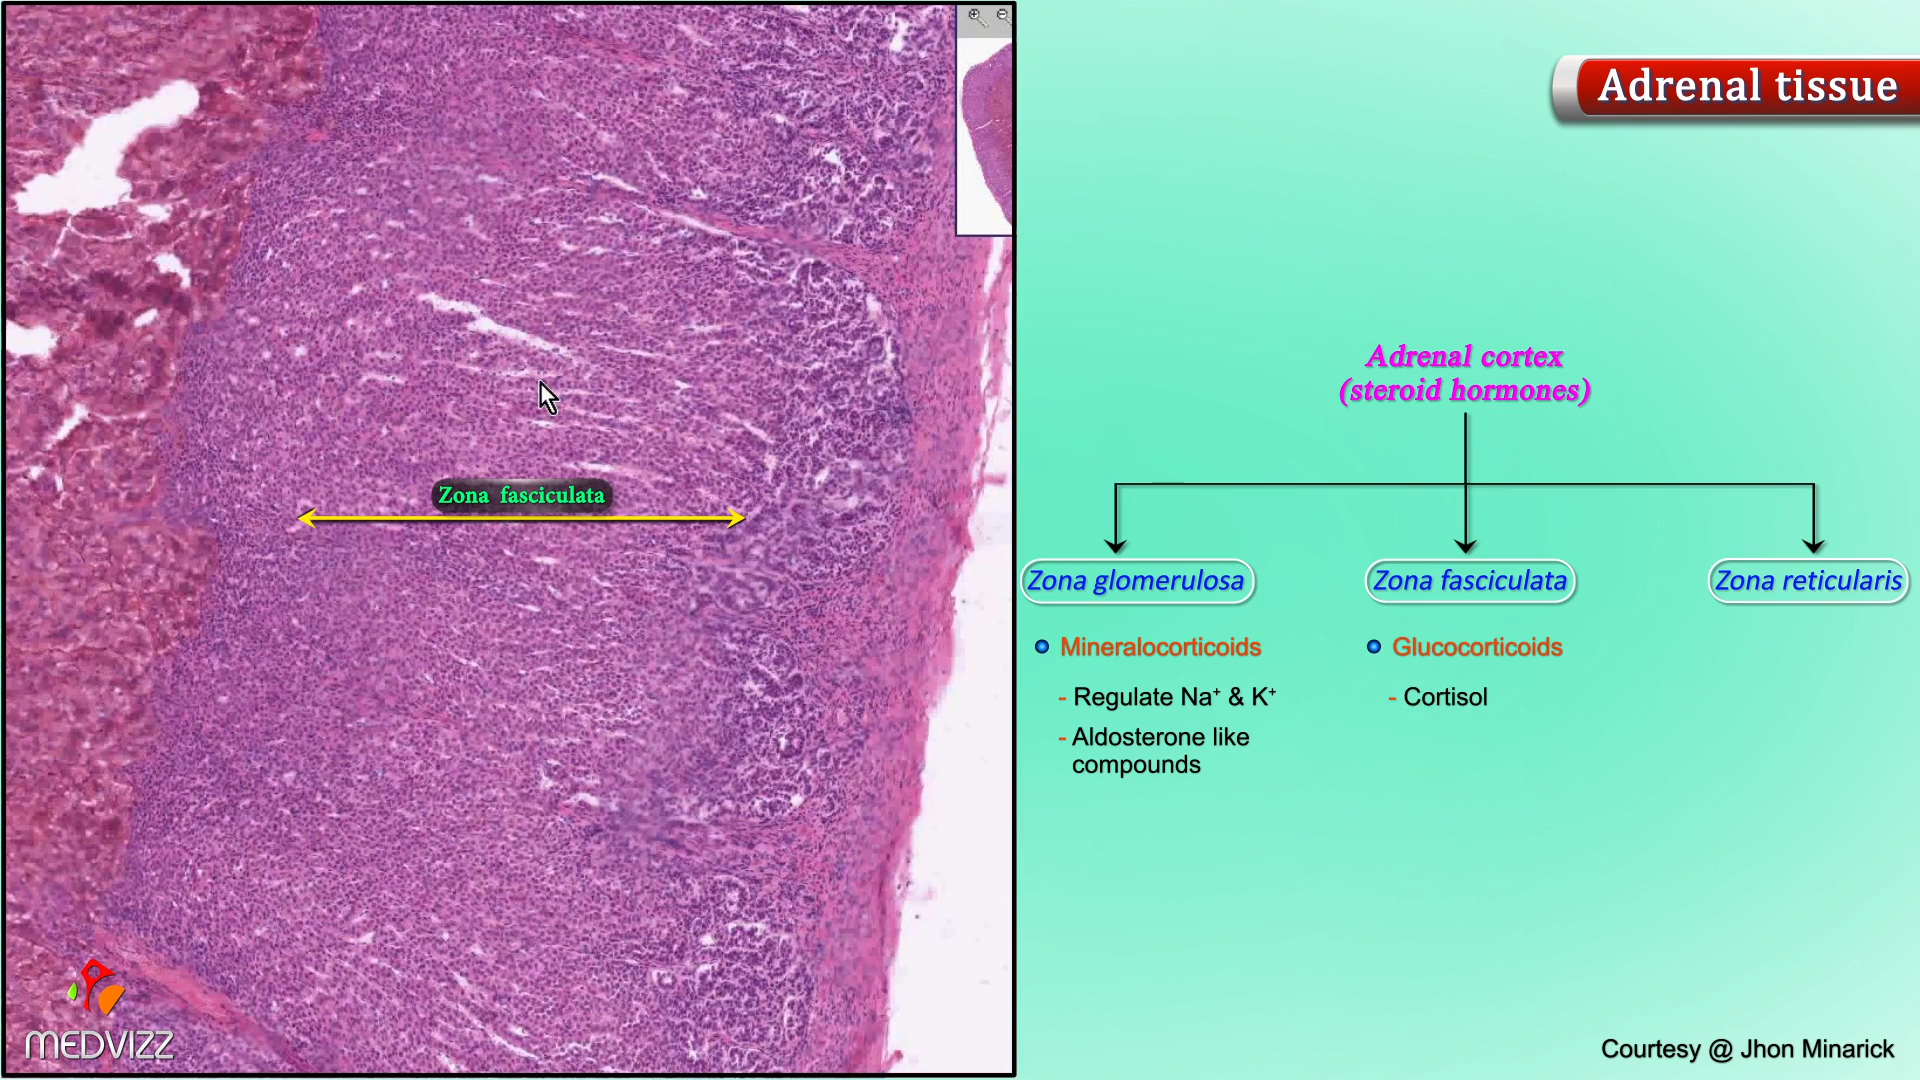 Adrenal tissue
Zona fasciculata
Adrenal cortex
(steroid hormones)
Zona glomerulosa
Zona fasciculata
Zona reticularis
Mineralocorticoids
- Regulate Na⁺ & K⁺
- Aldosterone like
compounds
Glucocorticoids
- Cortisol
MEDVIZZ
Courtesy @ Jhon Minarick